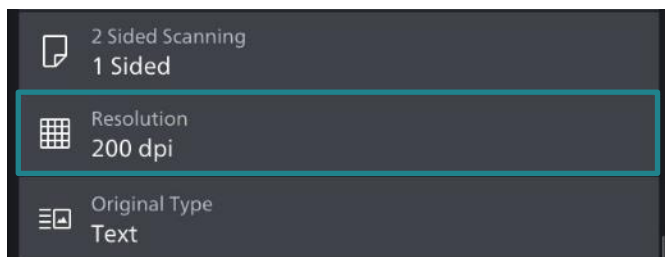 2 Sided Scanning
1 Sided
Resolution
200 dpi
Original Type
Text